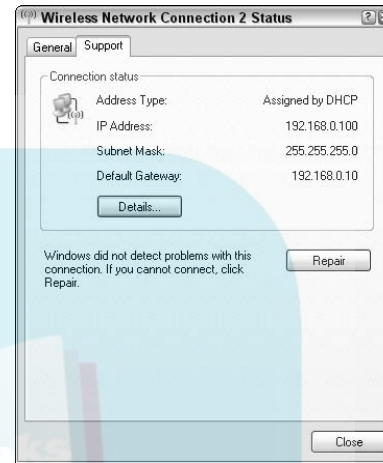 Wireless Network Connection 2 Status
General Support
Connection status
Address Type: Assigned by DHCP
IP Address: 192.168.0.100
Subnet Mask: 255.255.255.0
Default Gateway: 192.168.0.10
Details...
Windows did not detect problems with this
connection. If you cannot connect, click
Repair.
Repair
Close